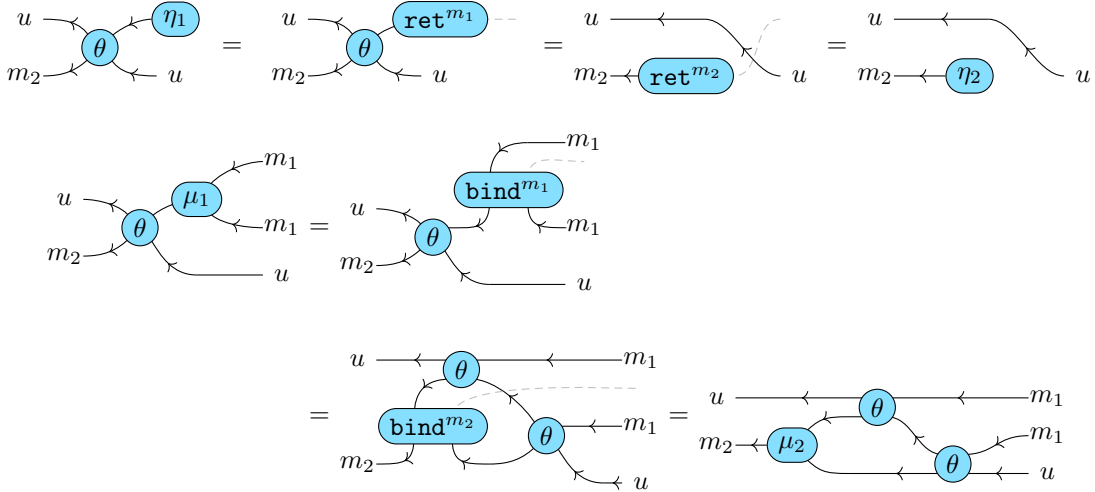 u η₁ = u ret^{m₁} = u = u
θ θ
m₂ u m₂ u m₂ ret^{m₂} u m₂ η₂ u
m₁ m₁
u μ₁ bind^{m₁}
θ m₁ = u m₁
m₂ θ
u m₂ u
u θ m₁
= bind^{m₂} m₁ = u θ m₁
θ m₂ μ₂ m₁
m₂ u θ u